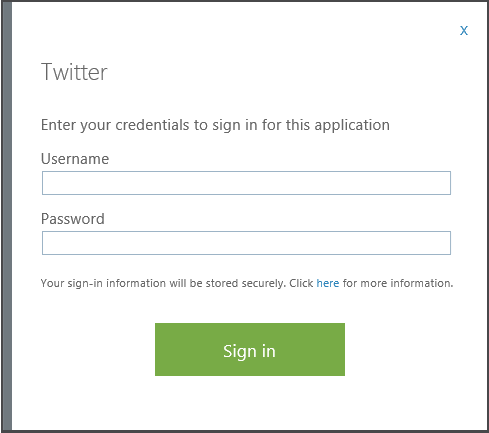 x
Twitter
Enter your credentials to sign in for this application
Username
Password
Your sign-in information will be stored securely. Click here for more information.
Sign in